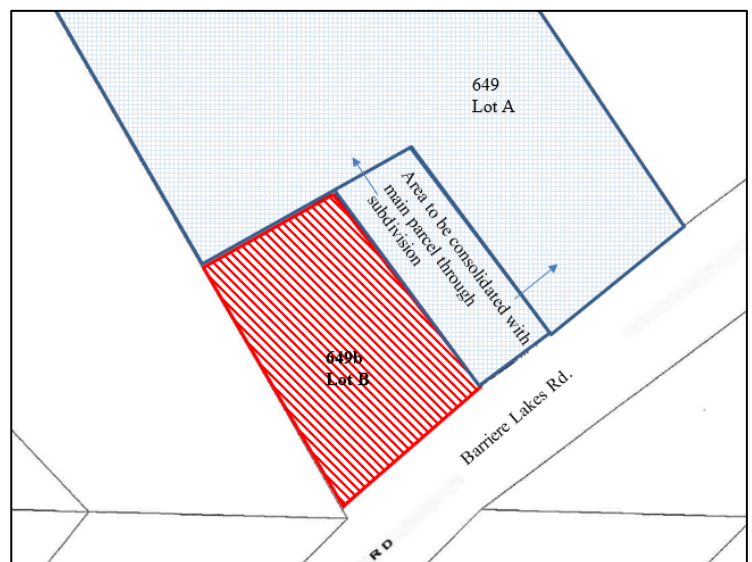 649
Lot A
Area to be consolidated with
main parcel through
subdivision
649b
Lot B
Barriere Lakes Rd.
RD